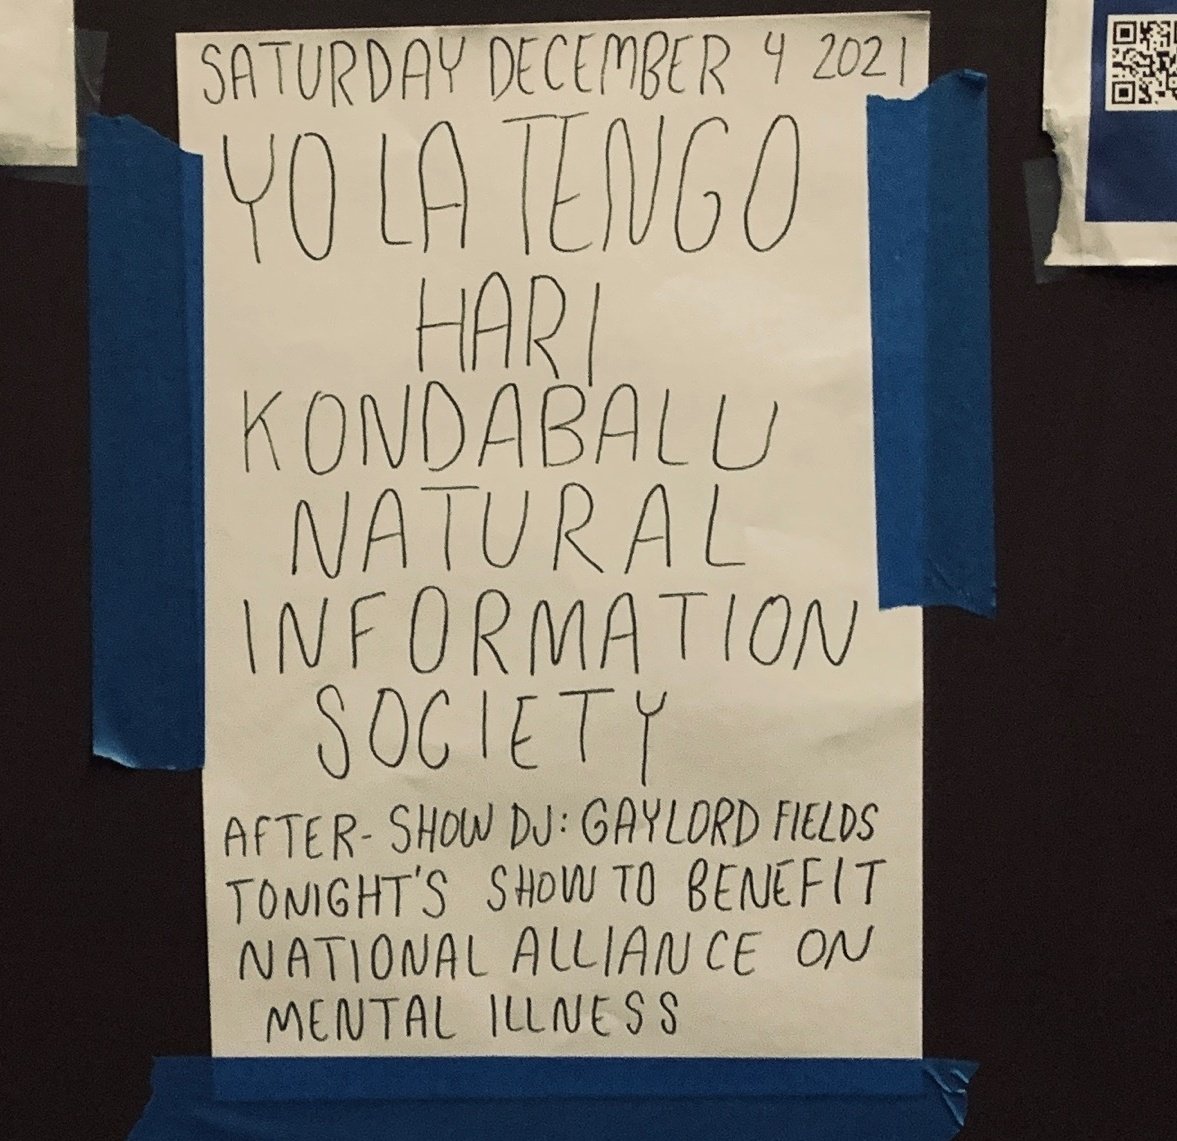 SATURDAY DECEMBER 4 2021
YO LA TENGO
HARI
KONDABALU
NATURAL
INFORMATION
SOCIETY
AFTER-SHOW DJ: GAYLORD FIELDS
TONIGHT'S SHOW TO BENEFIT
NATIONAL ALLIANCE ON
MENTAL ILLNESS